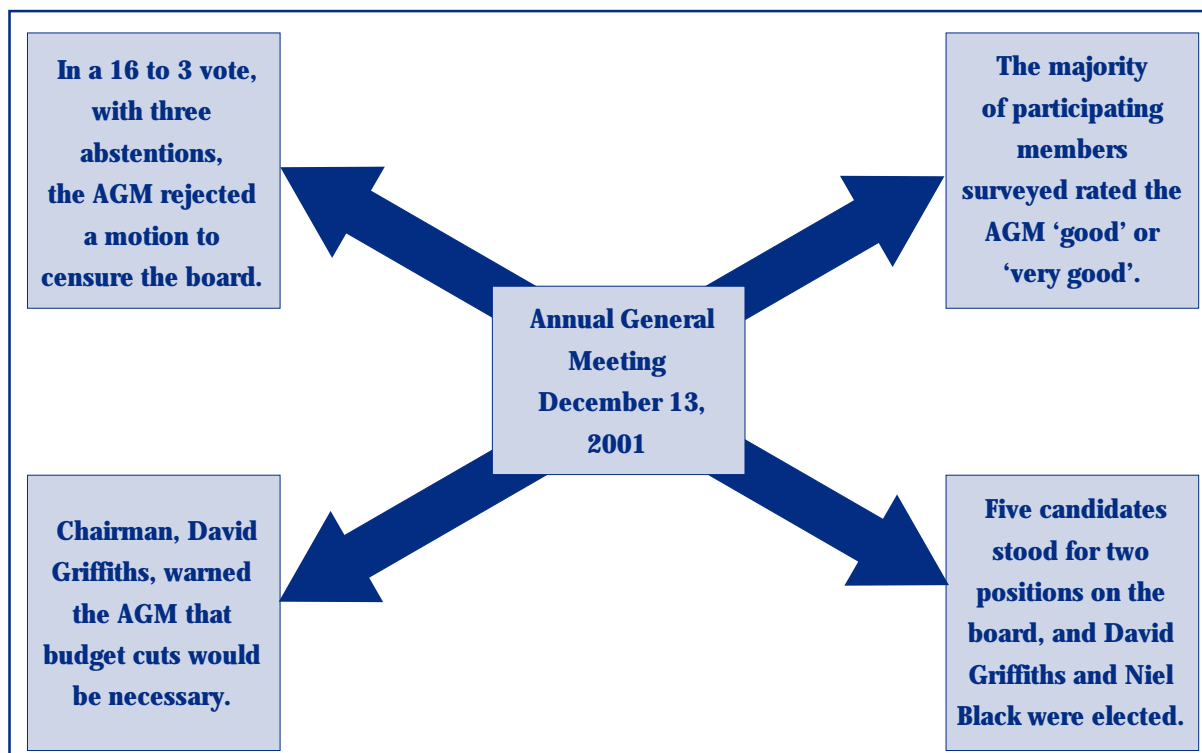 In a 16 to 3 vote,
with three
abstentions,
the AGM rejected
a motion to
censure the board.
The majority
of participating
members
surveyed rated the
AGM ‘good’ or
‘very good’.
Annual General
Meeting
December 13,
2001
Chairman, David
Griffiths, warned
the AGM that
budget cuts would
be necessary.
Five candidates
stood for two
positions on the
board, and David
Griffiths and Niel
Black were elected.